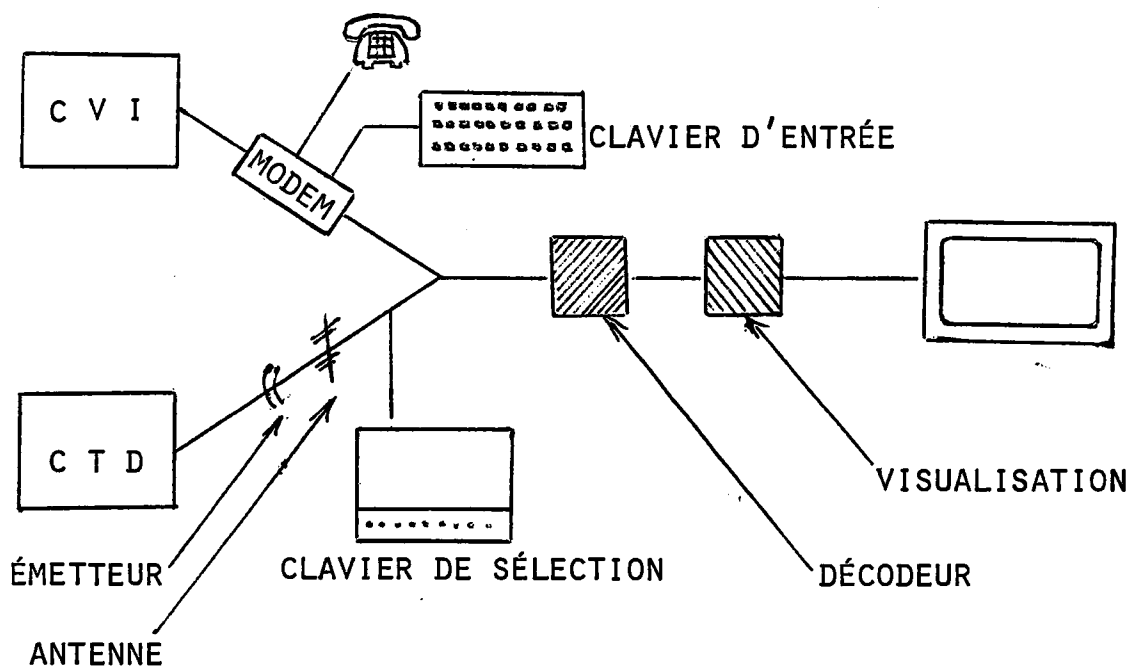 C V I
CLAVIER D'ENTRÉE
MODEM
C T D
VISUALISATION
ÉMETTEUR
CLAVIER DE SÉLECTION
DÉCODEUR
ANTENNE